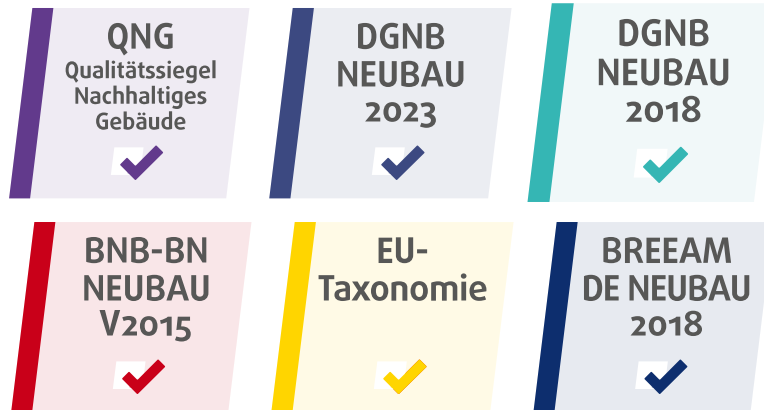 QNG
Qualitätssiegel
Nachhaltiges
Gebäude
DGNB
NEUBAU
2023
DGNB
NEUBAU
2018
BNB-BN
NEUBAU
V2015
EU-
Taxonomie
BREEAM
DE NEUBAU
2018